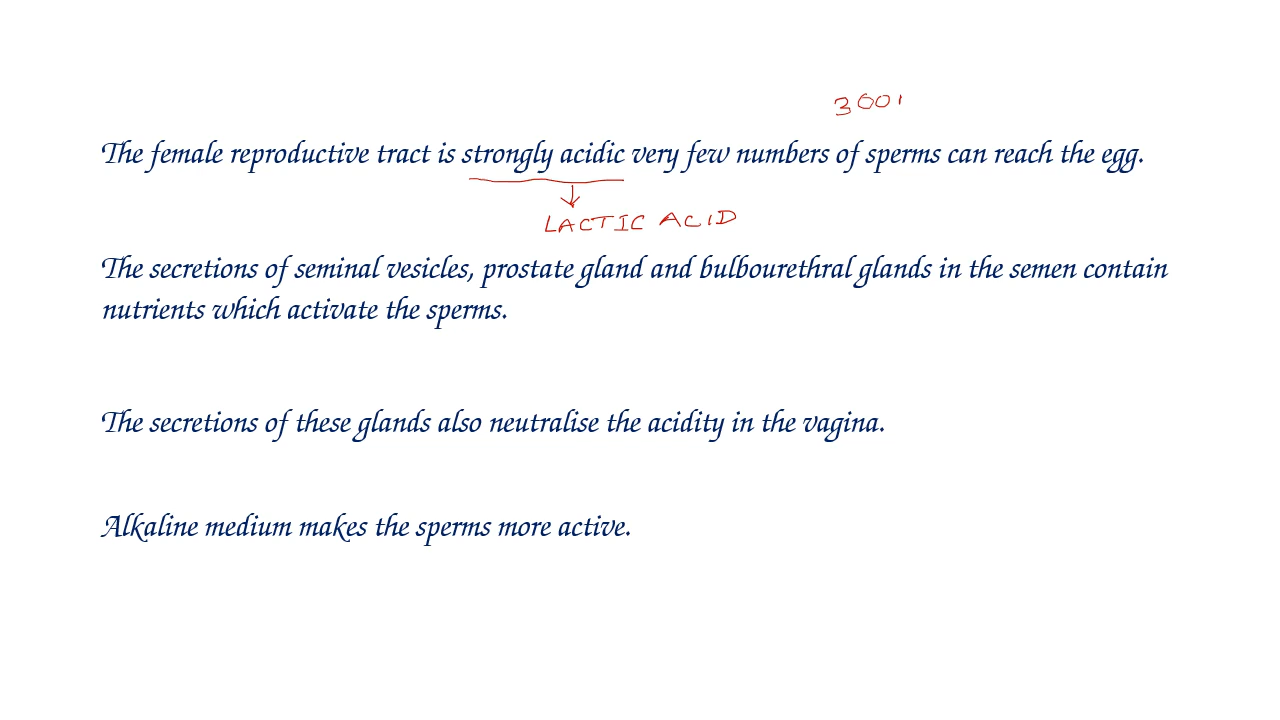 300
The female reproductive tract is strongly acidic very few numbers of sperms can reach the egg.
LACTIC ACID
The secretions of seminal vesicles, prostate gland and bulbourethral glands in the semen contain
nutrients which activate the sperms.
The secretions of these glands also neutralise the acidity in the vagina.
Alkaline medium makes the sperms more active.